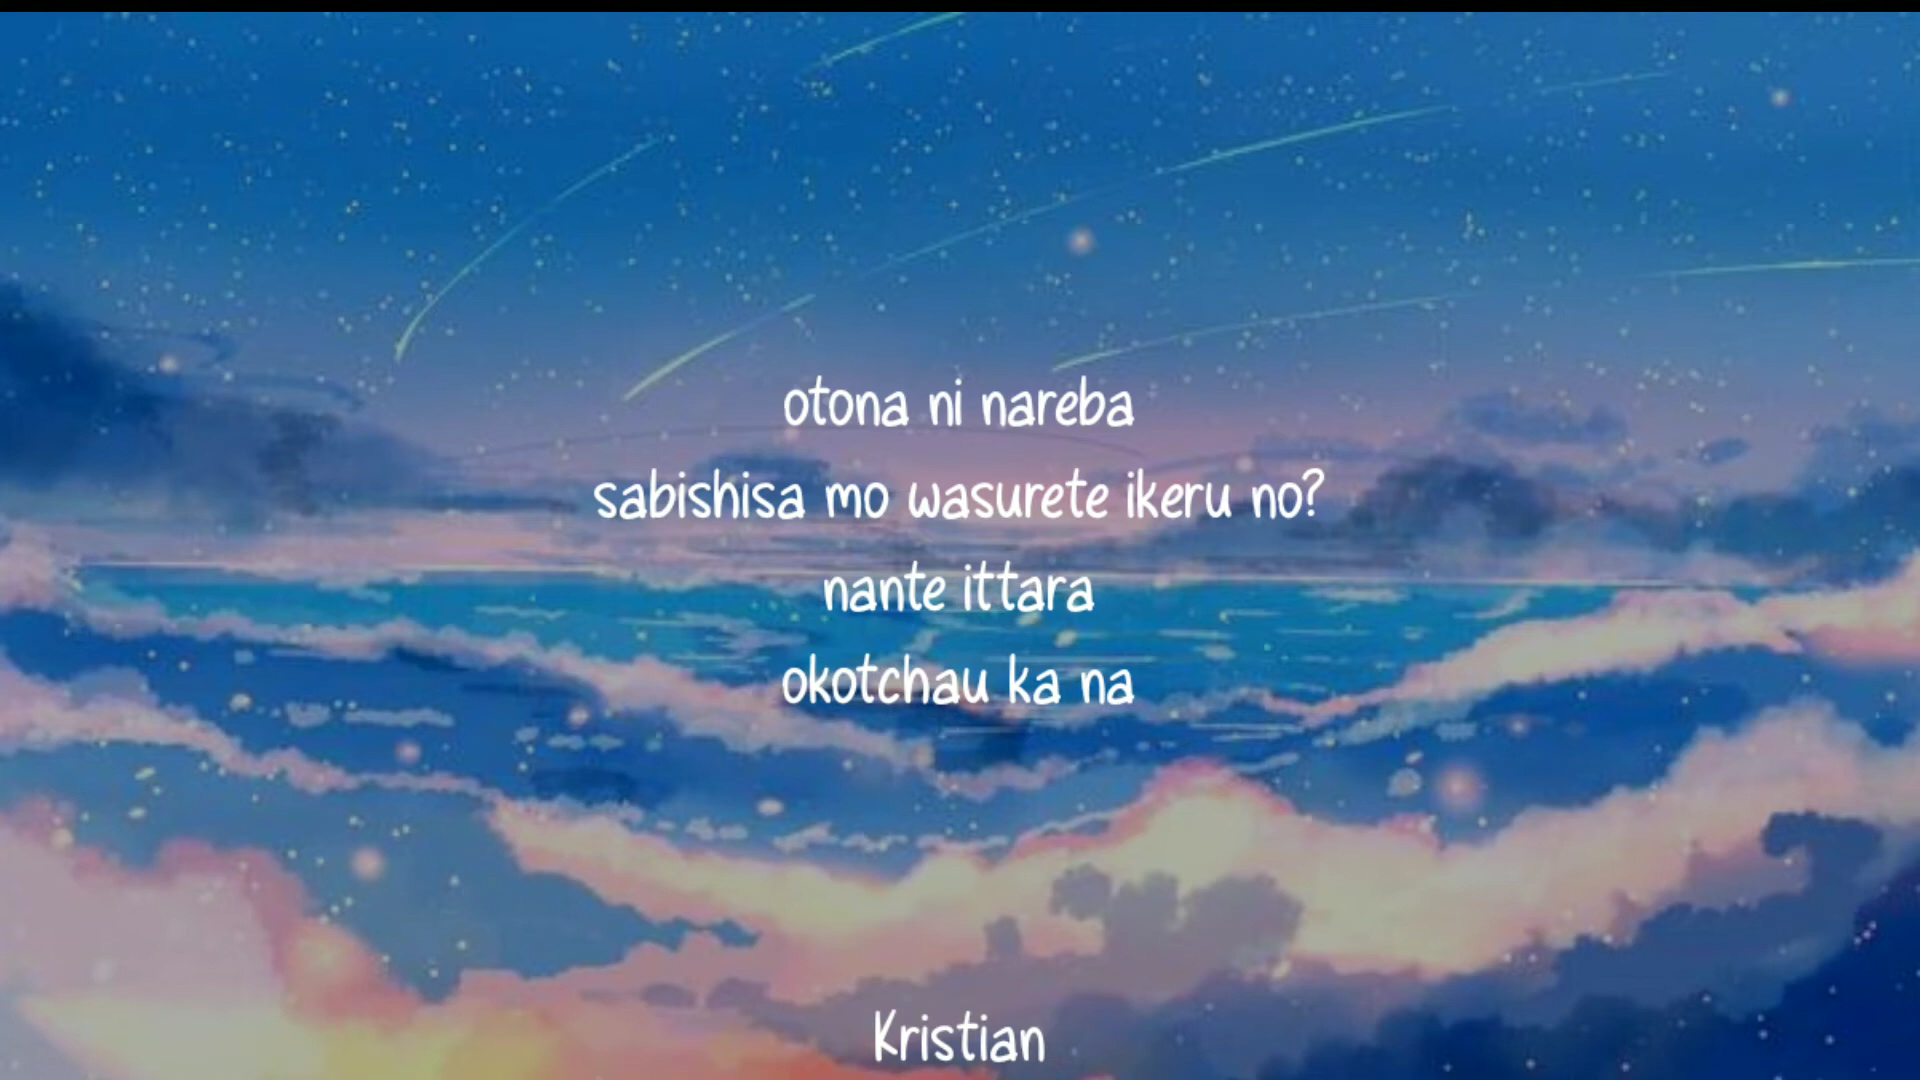 otona ni nareba
sabishisa mo wasurete ikeru no?
nante ittara
okotchau ka na
Kristian